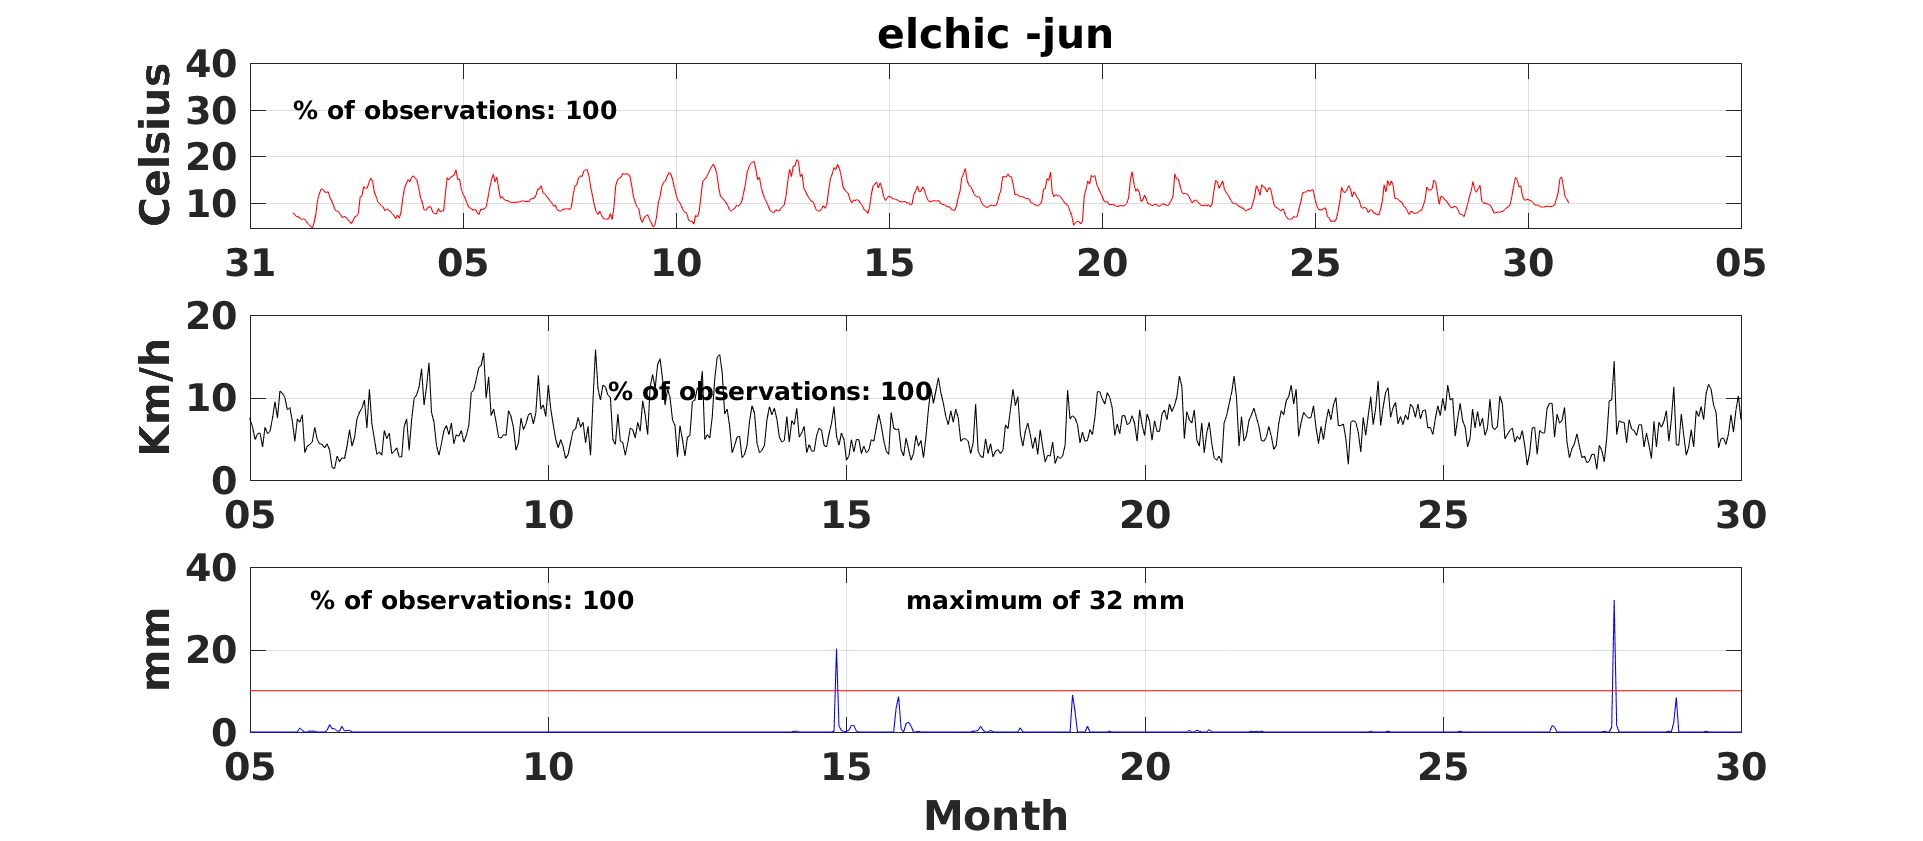 elchic -jun
Celsius
40
30
20
10
% of observations: 100
31 05 10 15 20 25 30 05
Km/h
20
10
0
% of observations: 100
05 10 15 20 25 30
mm
40
20
0
% of observations: 100 maximum of 32 mm
05 10 15 20 25 30
Month